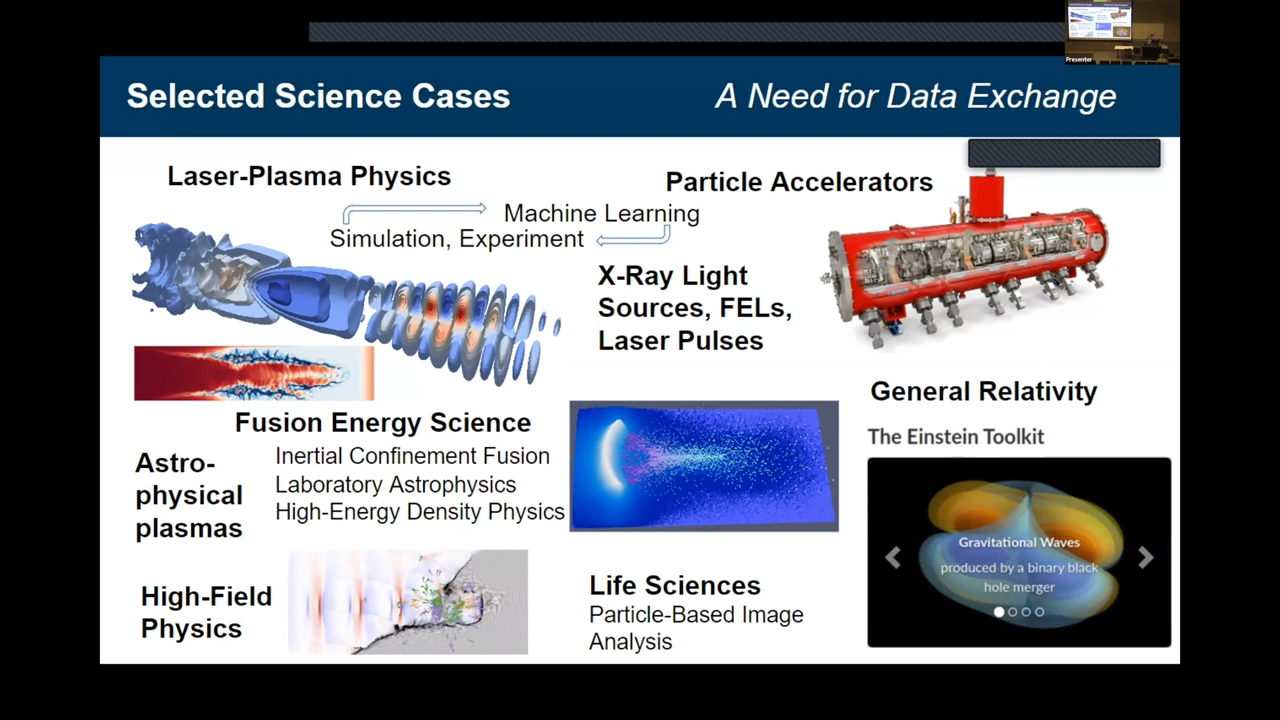 Presenter
Selected Science Cases
A Need for Data Exchange
Laser-Plasma Physics
Machine Learning
Simulation, Experiment
Particle Accelerators
X-Ray Light
Sources, FELs,
Laser Pulses
Fusion Energy Science
Inertial Confinement Fusion
Laboratory Astrophysics
High-Energy Density Physics
Astro-
physical
plasmas
High-Field
Physics
Life Sciences
Particle-Based Image
Analysis
General Relativity
The Einstein Toolkit
Gravitational Waves
produced by a binary black
hole merger